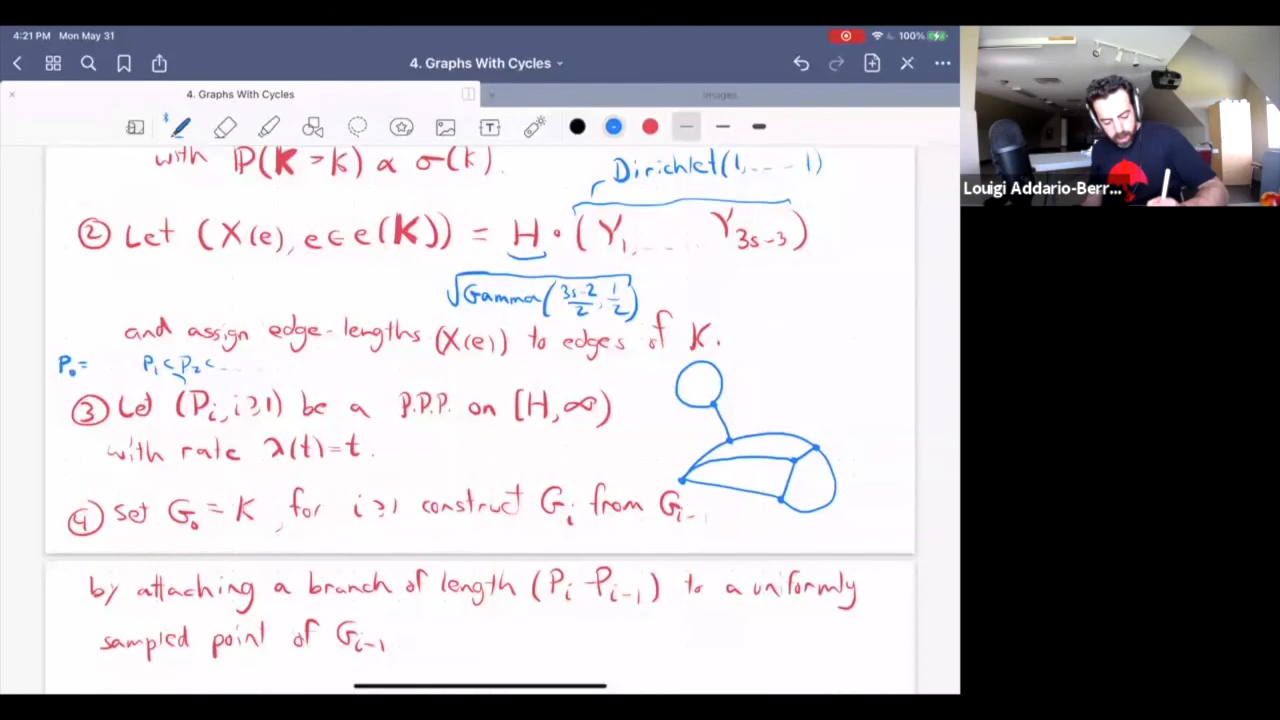 4:21 PM Mon May 31
100%
4. Graphs With Cycles
4. Graphs With Cycles
Images
with P(K = k) ∝ σ(k).
Dirichlet(1, ... 1)
② Let (X(e), e ∈ e(K)) = H · (Y₁, ... Y₃ₛ₋₃)
√Gamma(3s-2/2, 1/2)
and assign edge-lengths (X(e)) to edges of K.
P₀ = P₁ < P₂ < ...
③ Let (Pᵢ, i ≥ 1) be a P.P.P. on [H, ∞)
with rate λ(t) = t.
④ Set G₀ = K, for i ≥ 1 construct Gᵢ from Gᵢ₋₁
by attaching a branch of length (Pᵢ - Pᵢ₋₁) to a uniformly
sampled point of Gᵢ₋₁
Louigi Addario-Berr...